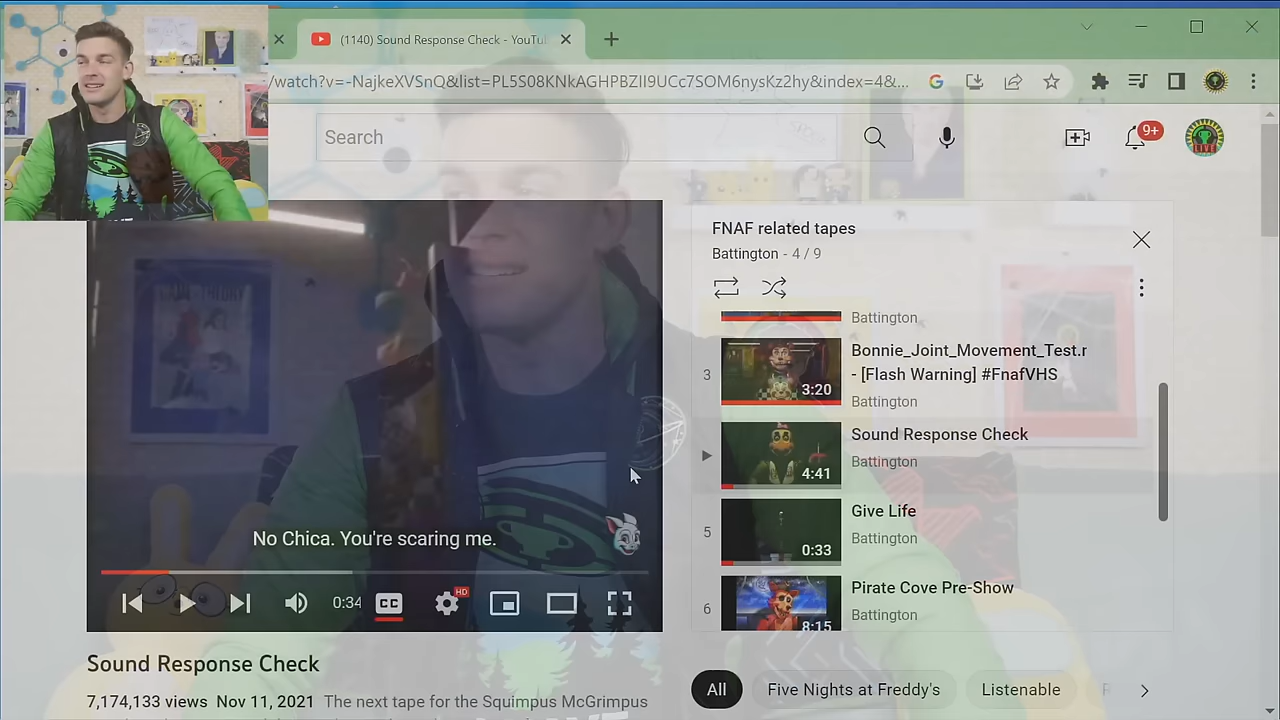 (1140) Sound Response Check - YouTu
/watch?v=-NajkeXVSnQ&list=PL5S08KNkAGHPBZII9UCc7SOM6nysKz2hy&index=4&...
Search
9+
LIVE
No Chica. You're scaring me.
0:34
CC
HD
Sound Response Check
7,174,133 views Nov 11, 2021 The next tape for the Squimpus McGrimpus
FNAF related tapes
Battington - 4 / 9
Battington
3
3:20
Bonnie_Joint_Movement_Test.r
- [Flash Warning] #FnafVHS
Battington
4:41
Sound Response Check
Battington
5
0:33
Give Life
Battington
6
8:15
Pirate Cove Pre-Show
Battington
All
Five Nights at Freddy's
Listenable